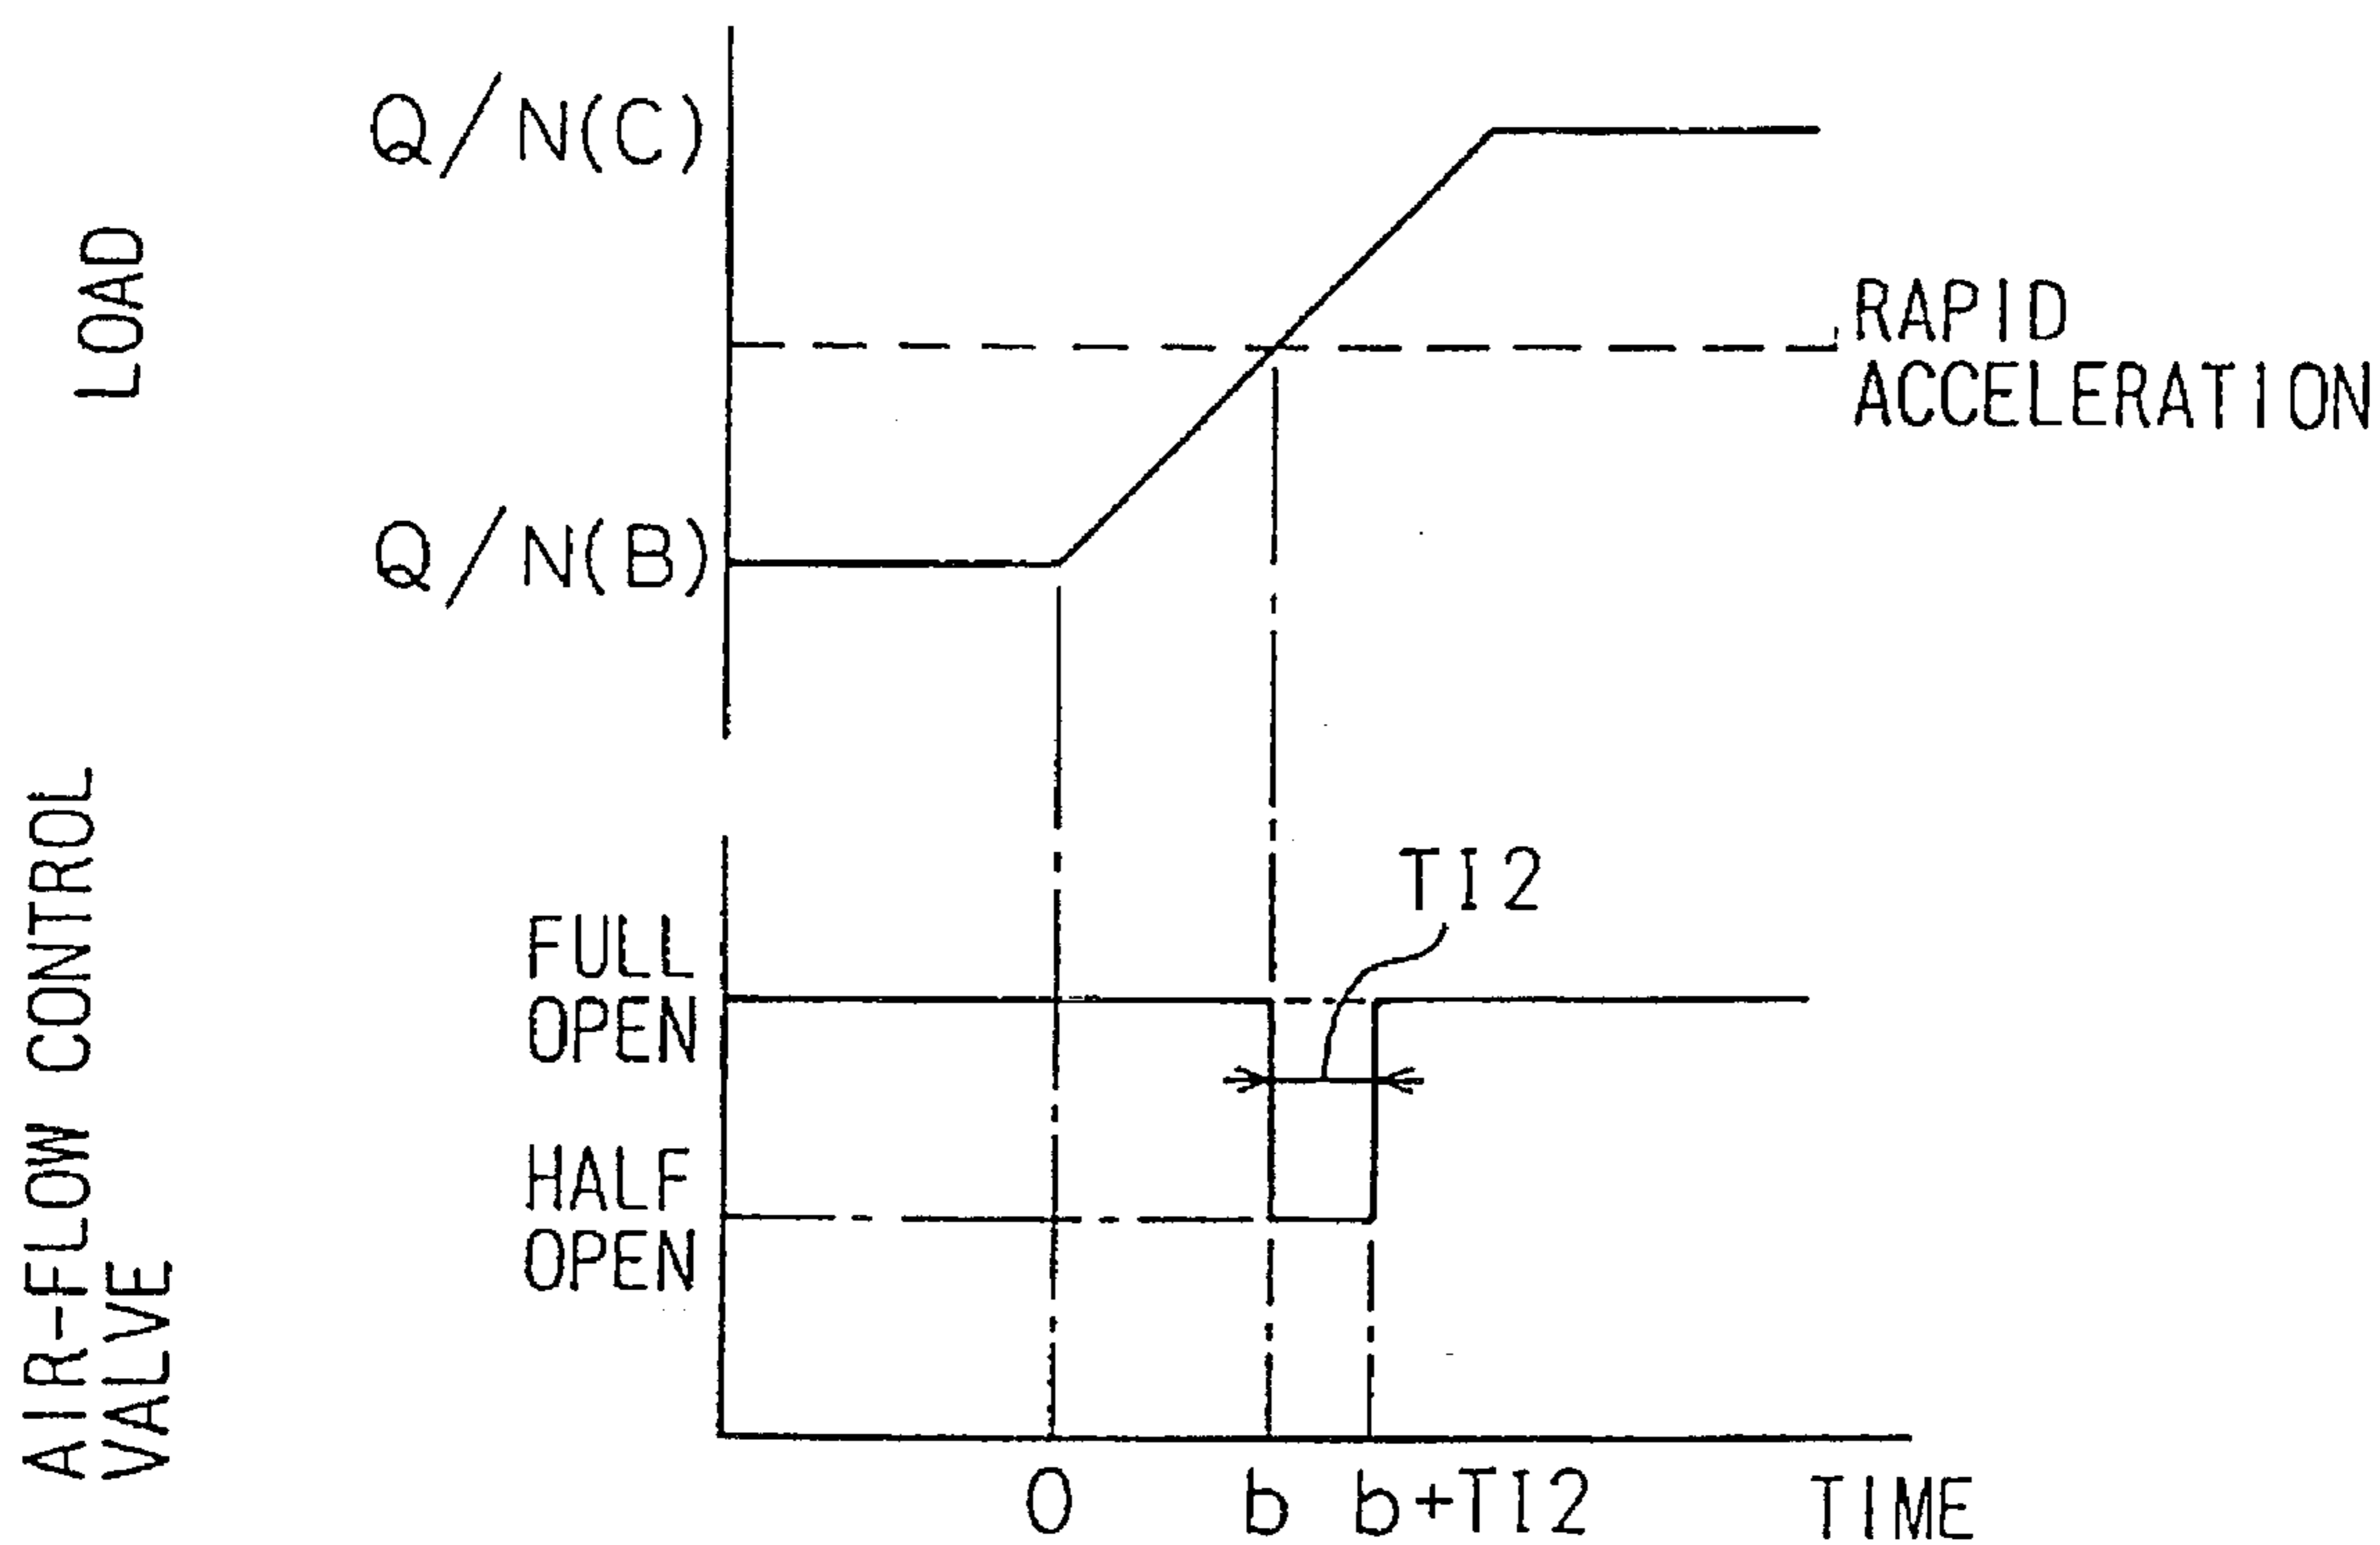 LOAD
Q/N(C)
RAPID
ACCELERATION
Q/N(B)
AIR-FLOW CONTROL
VALVE
TI2
FULL
OPEN
HALF
OPEN
0
b
b+TI2
TIME